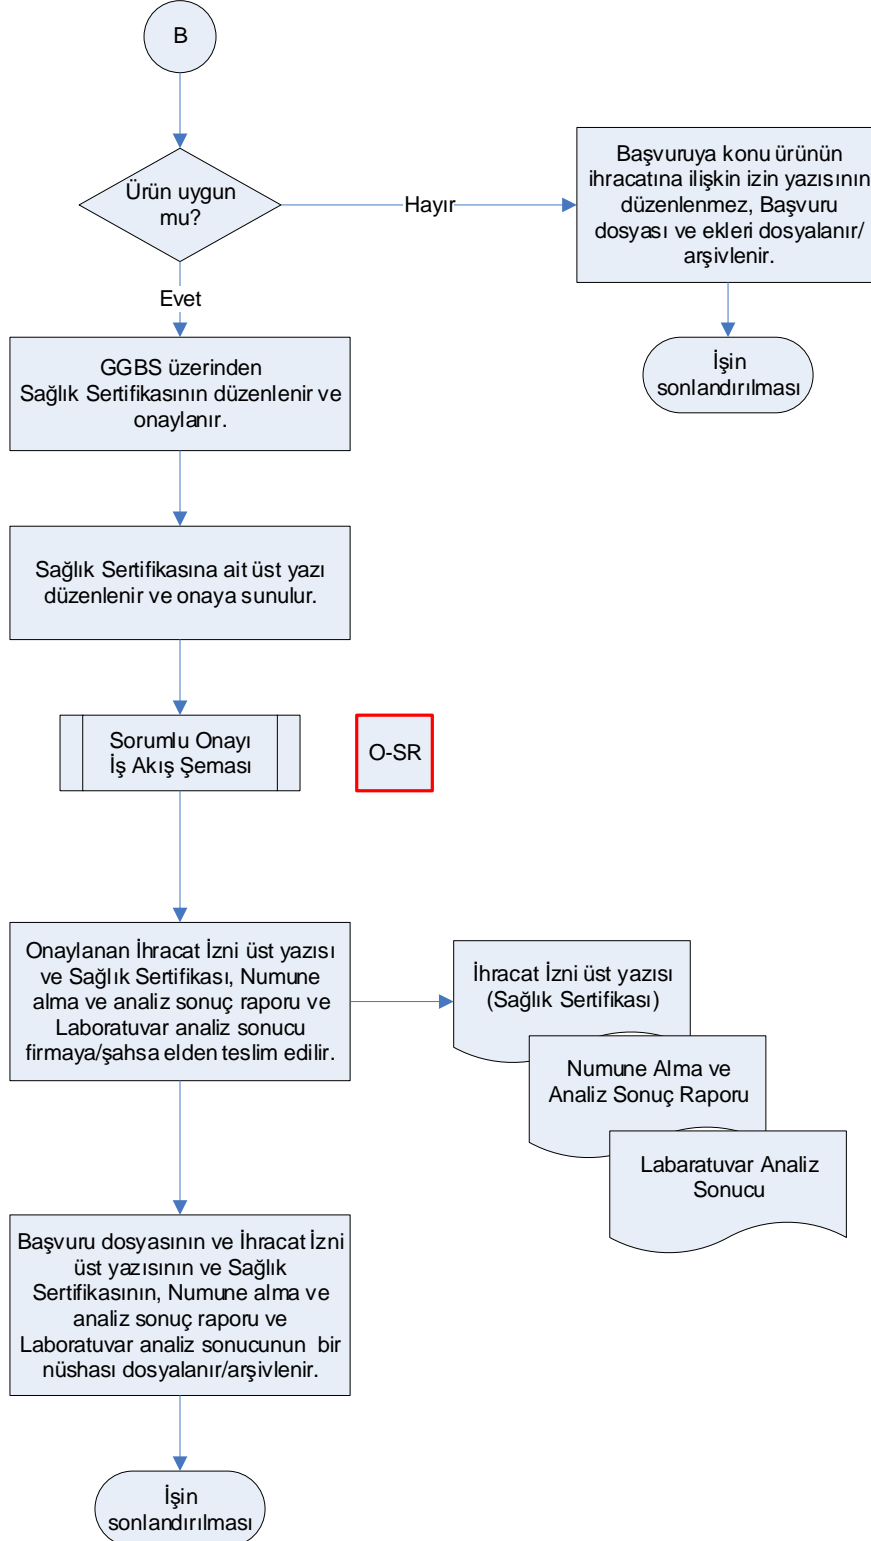 B
Ürün uygun
mu?
Hayır
Başvuruya konu ürünün
ihracatına ilişkin izin yazısının
düzenlenmez, Başvuru
dosyası ve ekleri dosyalanır/
arşivlenir.
Evet
İşin
sonlandırılması
GGBS üzerinden
Sağlık Sertifikasının düzenlenir ve
onaylanır.
Sağlık Sertifikasına ait üst yazı
düzenlenir ve onaya sunulur.
Sorumlu Onayı
İş Akış Şeması
O-SR
Onaylanan İhracat İzni üst yazısı
ve Sağlık Sertifikası, Numune
alma ve analiz sonuç raporu ve
Laboratuvar analiz sonucu
firmaya/şahsa elden teslim edilir.
İhracat İzni üst yazısı
(Sağlık Sertifikası)
Numune Alma ve
Analiz Sonuç Raporu
Labaratuvar Analiz
Sonucu
Başvuru dosyasının ve İhracat İzni
üst yazısının ve Sağlık
Sertifikasının, Numune alma ve
analiz sonuç raporu ve
Laboratuvar analiz sonucunun  bir
nüshası dosyalanır/arşivlenir.
İşin
sonlandırılması